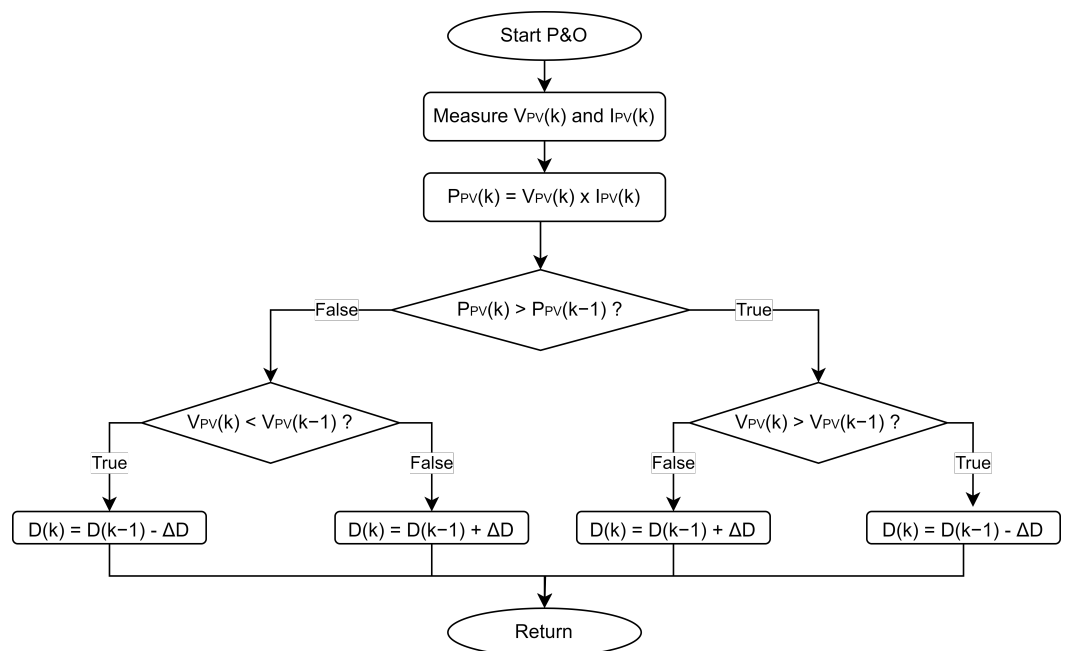 Start P&O
Measure VPV(k) and IPV(k)
PPV(k) = VPV(k) x IPV(k)
PPV(k) > PPV(k−1) ?
False
True
VPV(k) < VPV(k−1) ?
VPV(k) > VPV(k−1) ?
True
False
False
True
D(k) = D(k−1) - ΔD
D(k) = D(k−1) + ΔD
D(k) = D(k−1) + ΔD
D(k) = D(k−1) - ΔD
Return